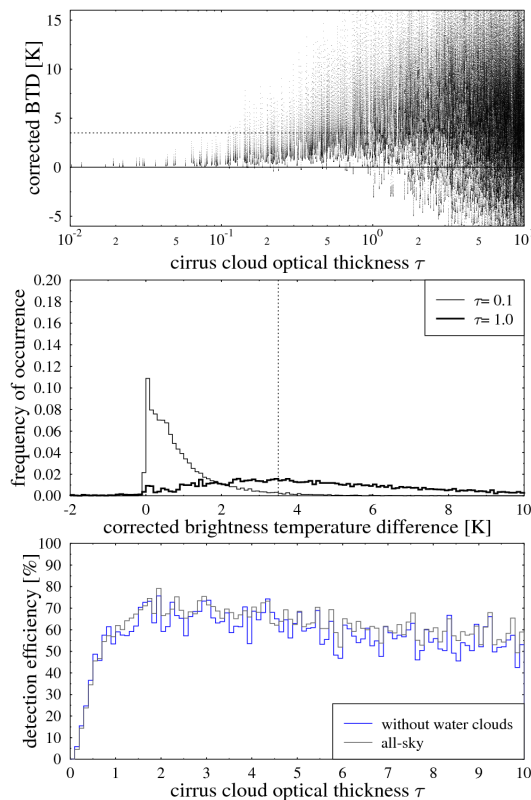 corrected BTD [K]
15
10
5
0
-5
10-2 2 5 10-1 2 5 100 2 5 10
cirrus cloud optical thickness τ
frequency of occurrence
0.20
0.18
0.16
0.14
0.12
0.10
0.08
0.06
0.04
0.02
0.00
τ= 0.1
τ= 1.0
-2 0 2 4 6 8 10
corrected brightness temperature difference [K]
detection efficiency [%]
100
90
80
70
60
50
40
30
20
10
0
without water clouds
all-sky
0 1 2 3 4 5 6 7 8 9 10
cirrus cloud optical thickness τ